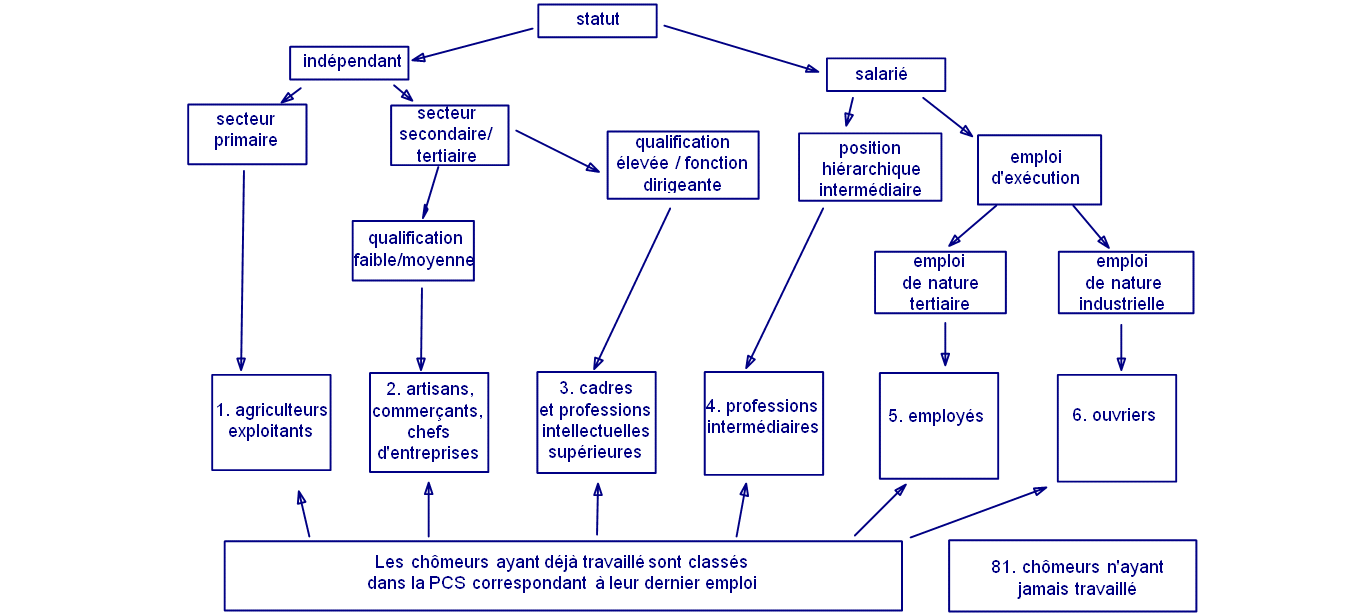 statut
indépendant
salarié
secteur
primaire
secteur
secondaire/
tertiaire
qualification
élevée / fonction
dirigeante
position
hiérarchique
intermédiaire
emploi
d'exécution
qualification
faible/moyenne
emploi
de nature
tertiaire
emploi
de nature
industrielle
1. agriculteurs
exploitants
2. artisans,
commerçants,
chefs
d'entreprises
3. cadres
et professions
intellectuelles
supérieures
4. professions
intermédiaires
5. employés
6. ouvriers
Les chômeurs ayant déjà travaillé sont classés
dans la PCS correspondant à leur dernier emploi
81. chômeurs n'ayant
jamais travaillé